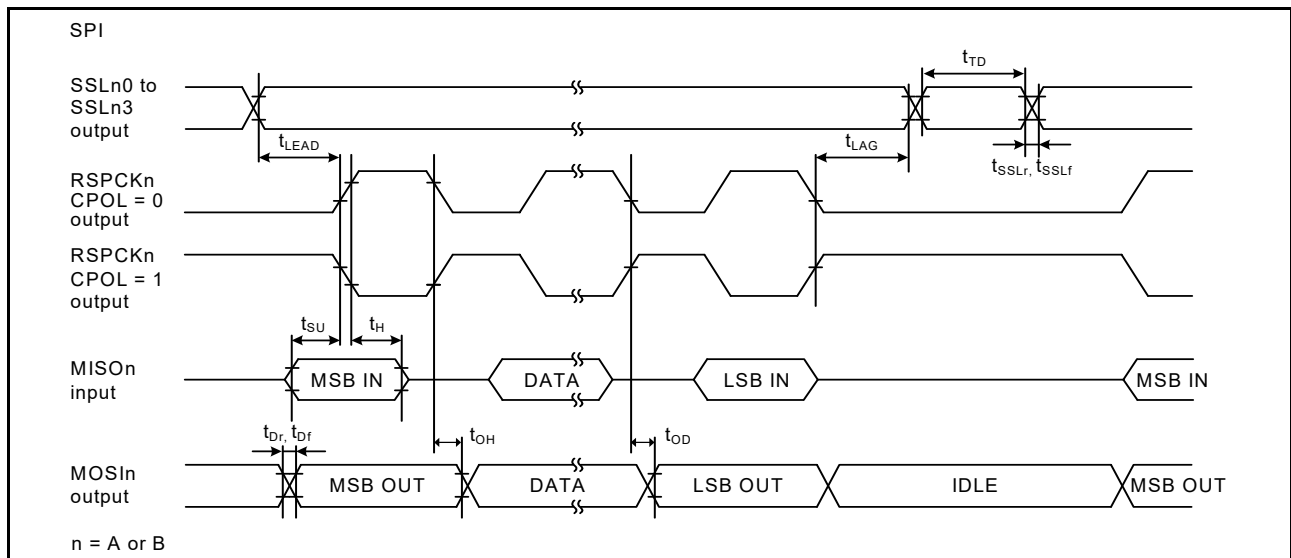 SPI
SSLn0 to
SSLn3
output
tTD
tLEAD
tLAG
tSSLr, tSSLf
RSPCKn
CPOL = 0
output
RSPCKn
CPOL = 1
output
tSU
tH
MISOn
input
MSB IN
DATA
LSB IN
MSB IN
tDr, tDf
tOH
tOD
MOSIn
output
MSB OUT
DATA
LSB OUT
IDLE
MSB OUT
n = A or B